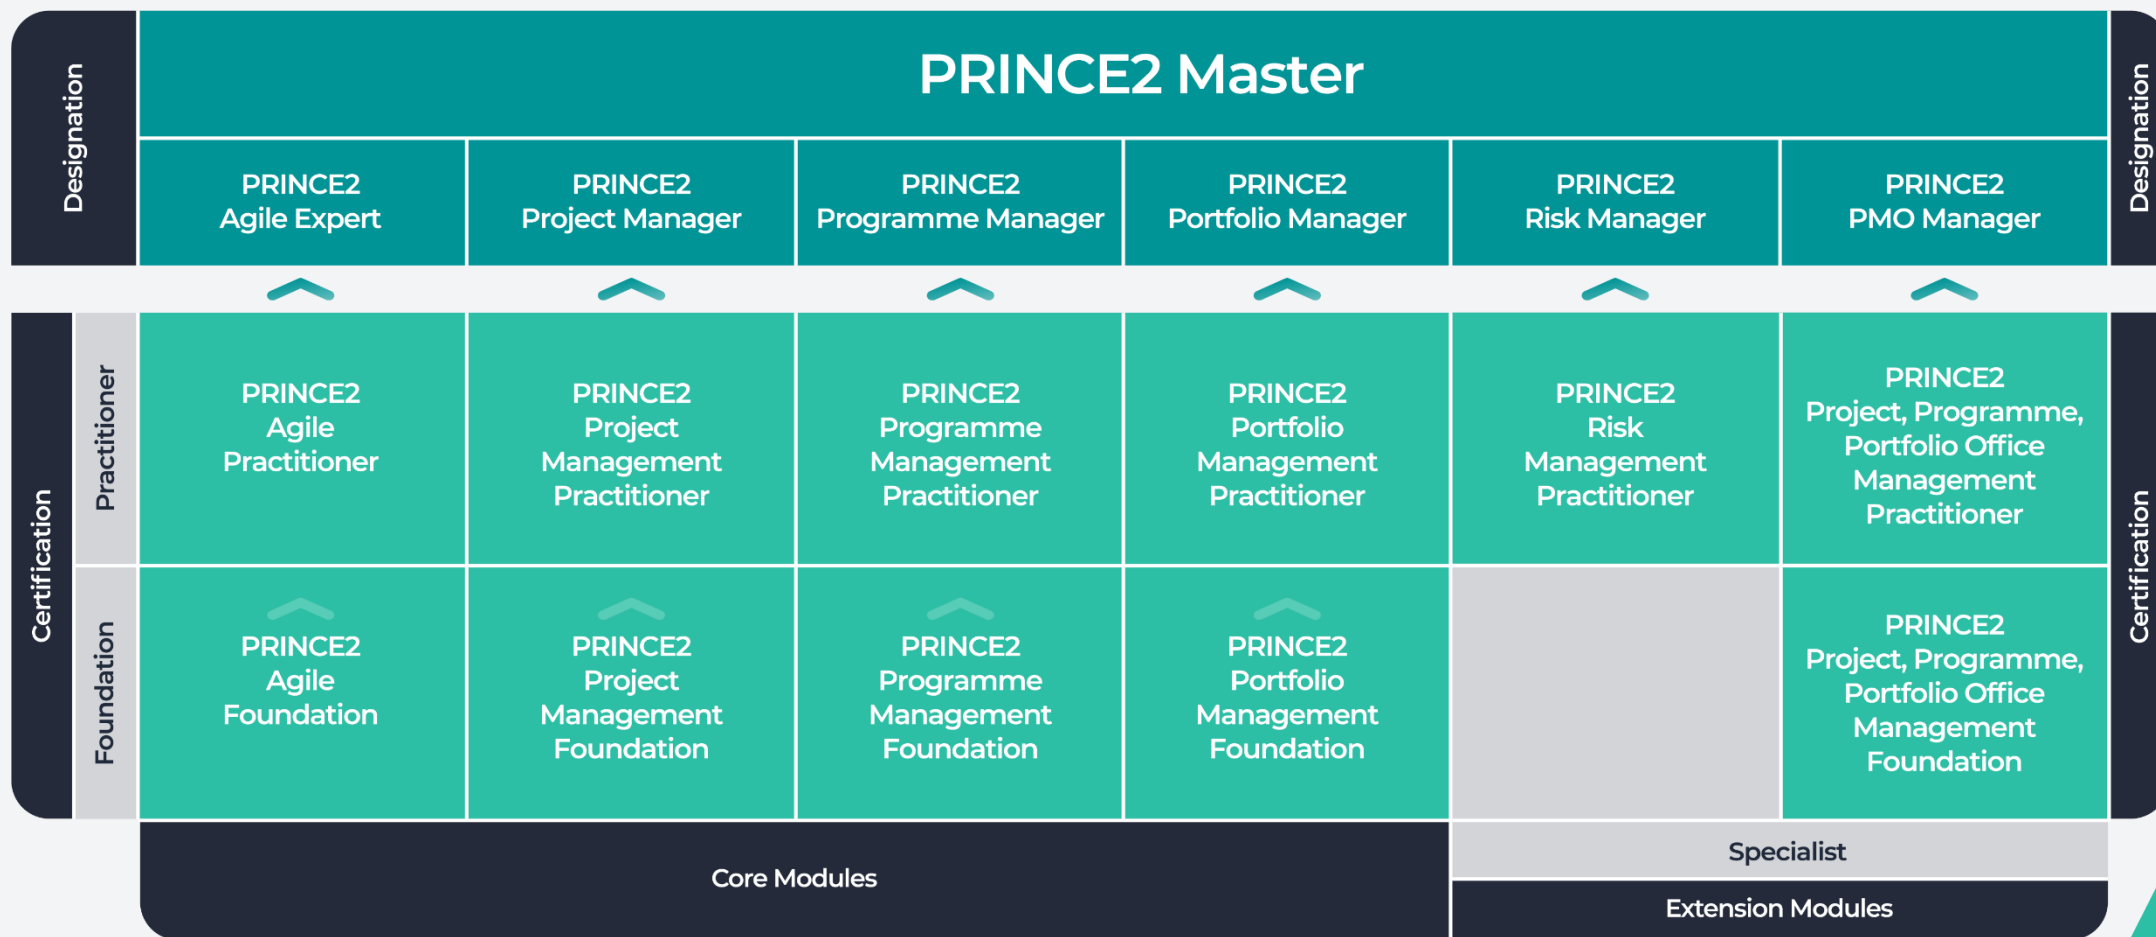 Designation
PRINCE2 Master
Designation
PRINCE2
Agile Expert
PRINCE2
Project Manager
PRINCE2
Programme Manager
PRINCE2
Portfolio Manager
PRINCE2
Risk Manager
PRINCE2
PMO Manager
Certification
Practitioner
PRINCE2
Agile
Practitioner
PRINCE2
Project
Management
Practitioner
PRINCE2
Programme
Management
Practitioner
PRINCE2
Portfolio
Management
Practitioner
PRINCE2
Risk
Management
Practitioner
PRINCE2
Project, Programme,
Portfolio Office
Management
Practitioner
Certification
Foundation
PRINCE2
Agile
Foundation
PRINCE2
Project
Management
Foundation
PRINCE2
Programme
Management
Foundation
PRINCE2
Portfolio
Management
Foundation
PRINCE2
Project, Programme,
Portfolio Office
Management
Foundation
Core Modules
Specialist
Extension Modules